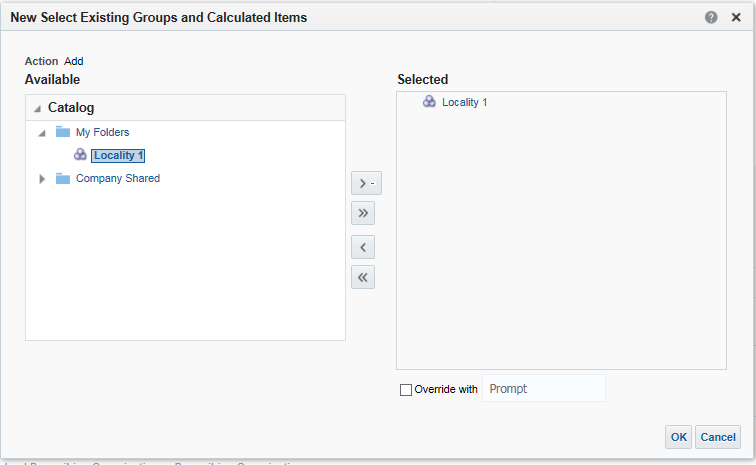 New Select Existing Groups and Calculated Items
Action Add
Available
Selected
Catalog
My Folders
Locality 1
Company Shared
Locality 1
Override with Prompt
OK Cancel